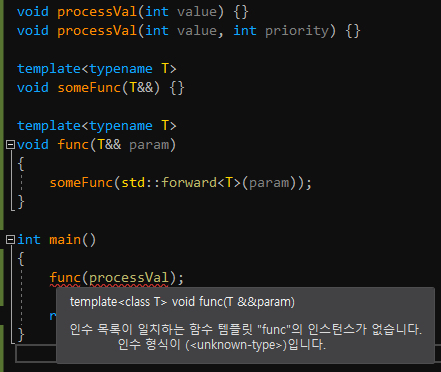 void processVal(int value) {}
void processVal(int value, int priority) {}
template<typename T>
void someFunc(T&&) {}
template<typename T>
void func(T&& param)
{
someFunc(std::forward<T>(param));
}
int main()
{
func(processVal);
template<class T> void func(T &&param)
인수 목록이 일치하는 함수 템플릿 "func"의 인스턴스가 없습니다.
인수 형식이 (<unknown-type>)입니다.
}